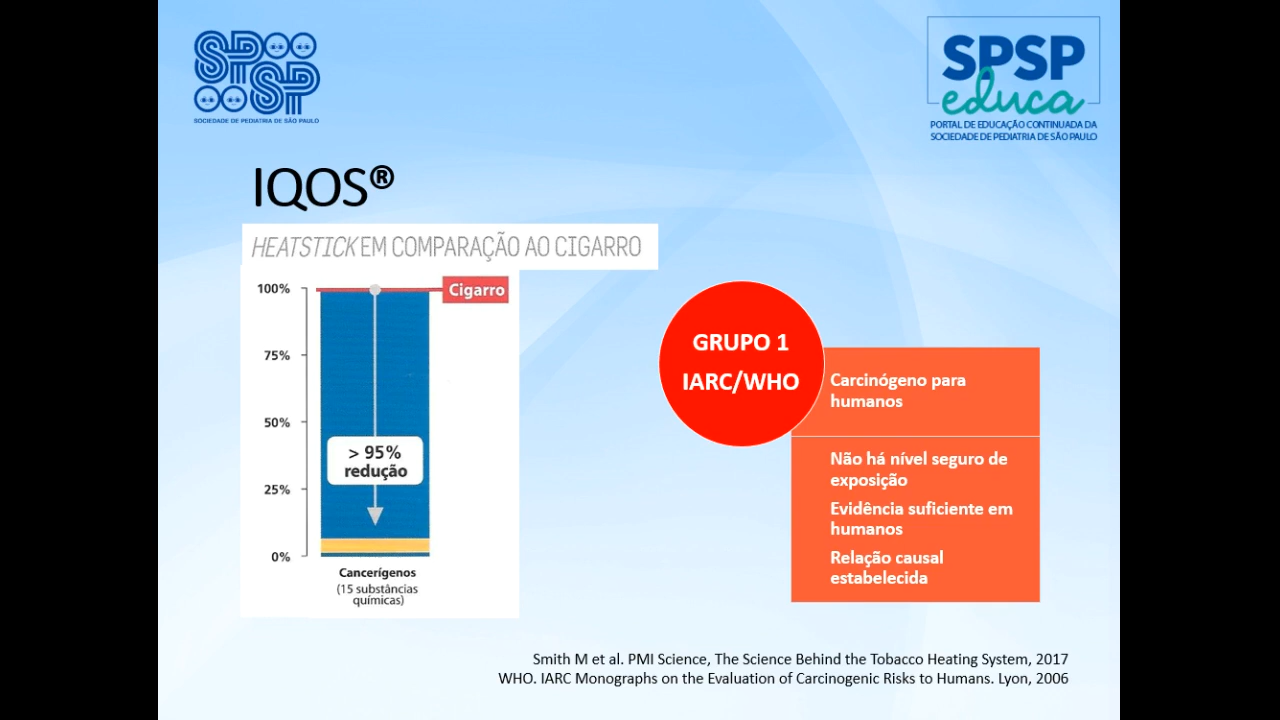 SPSP
SOCIEDADE DE PEDIATRIA DE SÃO PAULO
SPSP
educa
PORTAL DE EDUCAÇÃO CONTINUADA DA
SOCIEDADE DE PEDIATRIA DE SÃO PAULO
IQOS®
HEATSTICK EM COMPARAÇÃO AO CIGARRO
100%
Cigarro
75%
50%
> 95%
redução
25%
0%
Cancerígenos
(15 substâncias
químicas)
GRUPO 1
IARC/WHO
Carcinógeno para
humanos
Não há nível seguro de
exposição
Evidência suficiente em
humanos
Relação causal
estabelecida
Smith M et al. PMI Science, The Science Behind the Tobacco Heating System, 2017
WHO. IARC Monographs on the Evaluation of Carcinogenic Risks to Humans. Lyon, 2006